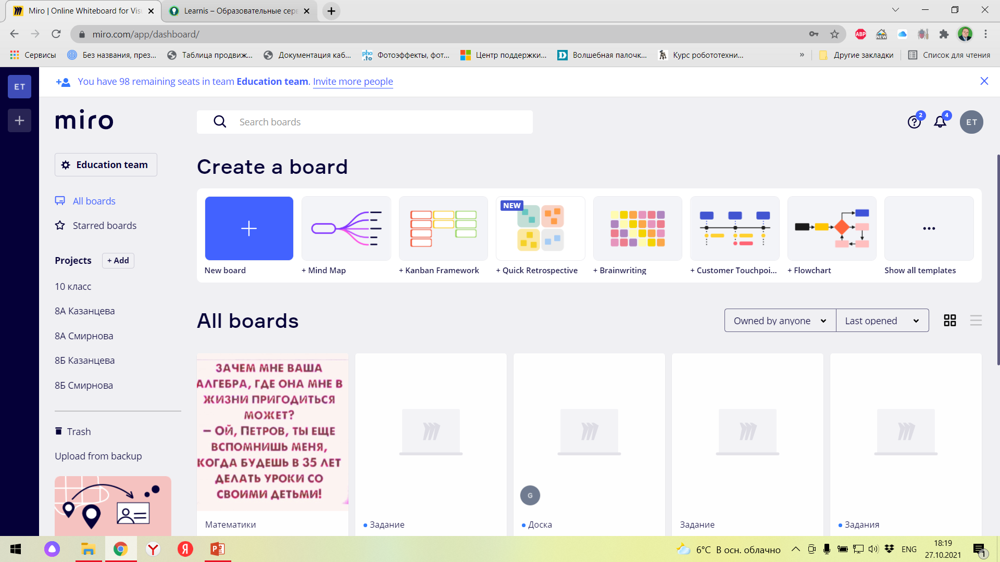 Miro | Online Whiteboard for Visu
Learnis – Образовательные серв
miro.com/app/dashboard/
ABP
NEW
Сервисы
Без названия, през...
Таблица продвиж...
Документация каб...
pho.to
Фотоэффекты, фот...
Центр поддержки...
D
Волшебная палочк...
Курс робототехни...
»
Другие закладки
Список для чтения
ET
You have 98 remaining seats in team Education team. Invite more people
miro
Search boards
2
4
ET
Education team
All boards
Starred boards
Projects
+ Add
10 класс
8А Казанцева
8А Смирнова
8Б Казанцева
8Б Смирнова
Trash
Upload from backup
Create a board
NEW
New board
+ Mind Map
+ Kanban Framework
+ Quick Retrospective
+ Brainwriting
+ Customer Touchpoi...
+ Flowchart
Show all templates
All boards
Owned by anyone
Last opened
ЗАЧЕМ МНЕ ВАША
АЛГЕБРА, ГДЕ ОНА МНЕ В
ЖИЗНИ ПРИГОДИТЬСЯ
МОЖЕТ?
– ОЙ, ПЕТРОВ, ТЫ ЕЩЕ
ВСПОМНИШЬ МЕНЯ,
КОГДА БУДЕШЬ В 35 ЛЕТ
ДЕЛАТЬ УРОКИ СО
СВОИМИ ДЕТЬМИ!
G
Математики
Задание
Доска
Задание
Задания
6°C В осн. облачно
ENG
18:19
27.10.2021
1